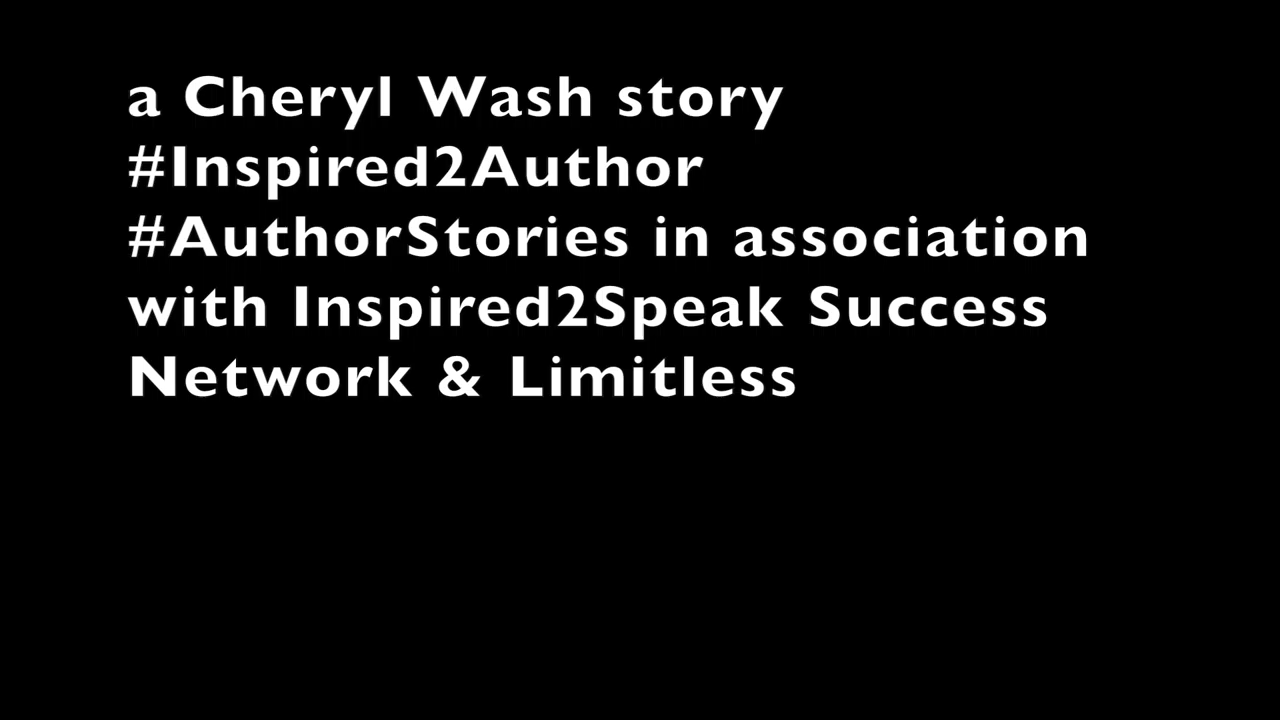 a Cheryl Wash story
#Inspired2Author
#AuthorStories in association
with Inspired2Speak Success
Network & Limitless